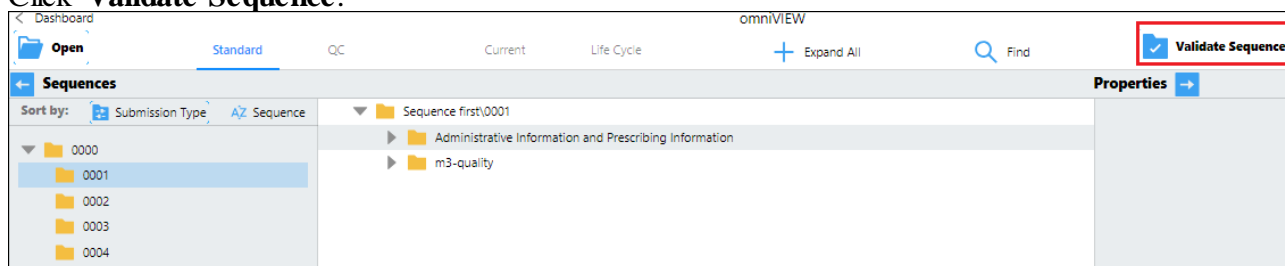 Click Validate Sequence.
< Dashboard
omniVIEW
Open Standard QC Current Life Cycle Expand All Find Validate Sequence
Sequences
Properties
Sort by: Submission Type AZ Sequence
Sequence first\0001
Administrative Information and Prescribing Information
m3-quality
0000
0001
0002
0003
0004